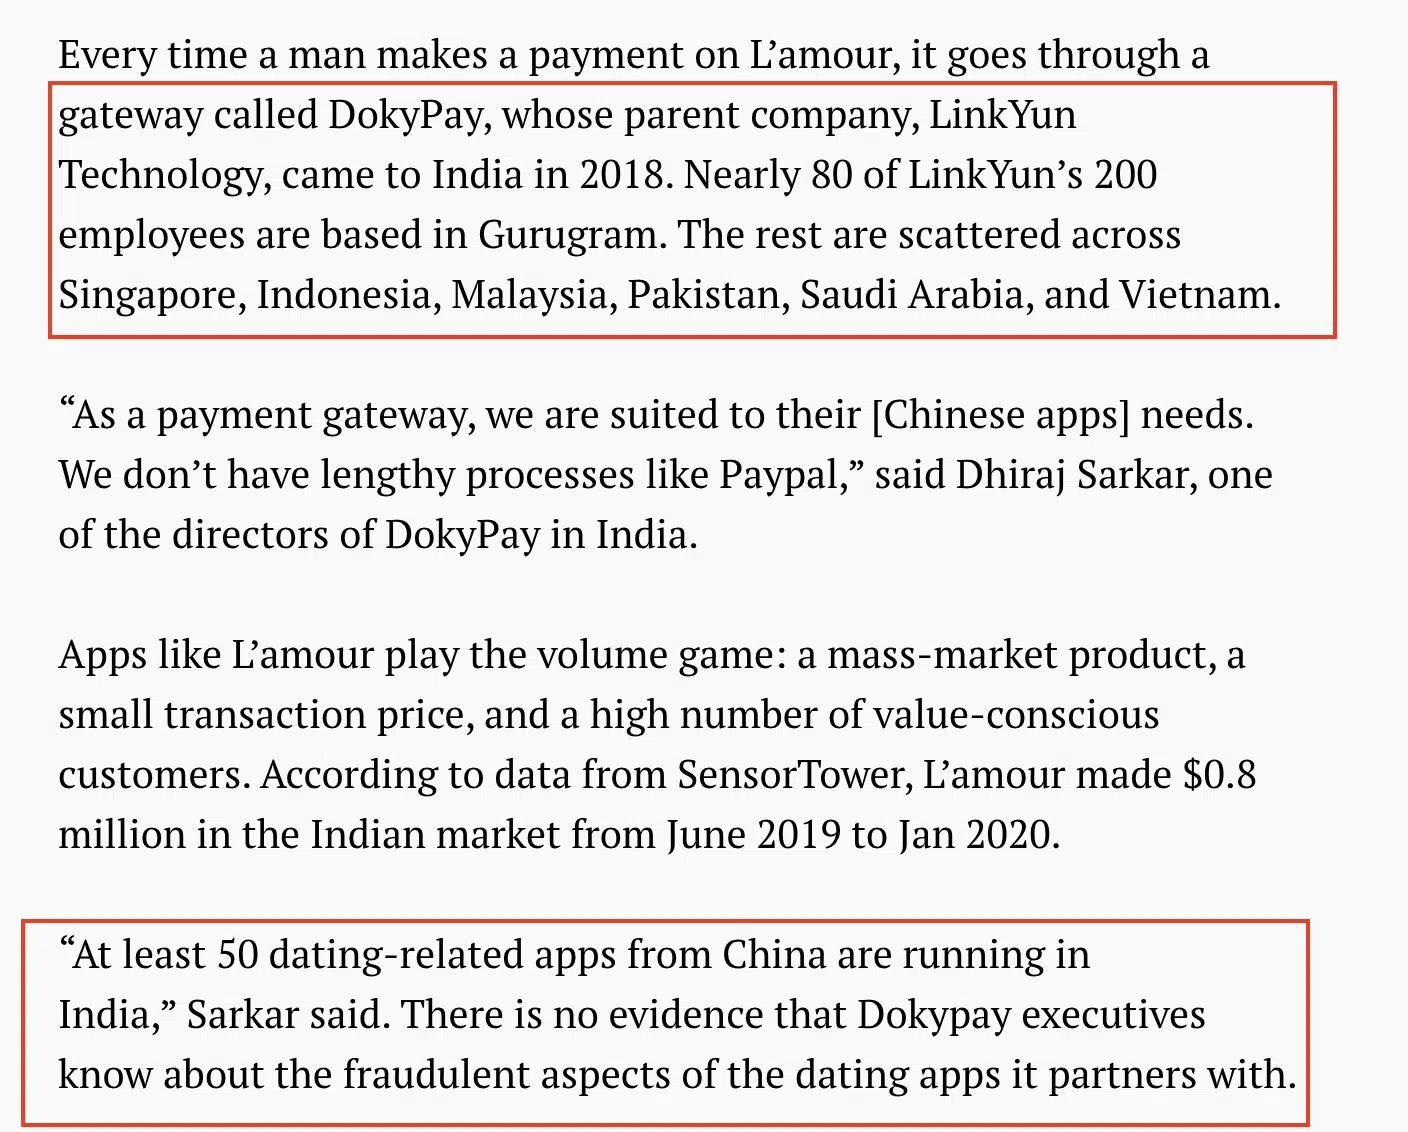 Every time a man makes a payment on L’amour, it goes through a
gateway called DokyPay, whose parent company, LinkYun
Technology, came to India in 2018. Nearly 80 of LinkYun’s 200
employees are based in Gurugram. The rest are scattered across
Singapore, Indonesia, Malaysia, Pakistan, Saudi Arabia, and Vietnam.
“As a payment gateway, we are suited to their [Chinese apps] needs.
We don’t have lengthy processes like Paypal,” said Dhiraj Sarkar, one
of the directors of DokyPay in India.
Apps like L’amour play the volume game: a mass-market product, a
small transaction price, and a high number of value-conscious
customers. According to data from SensorTower, L’amour made $0.8
million in the Indian market from June 2019 to Jan 2020.
“At least 50 dating-related apps from China are running in
India,” Sarkar said. There is no evidence that Dokypay executives
know about the fraudulent aspects of the dating apps it partners with.